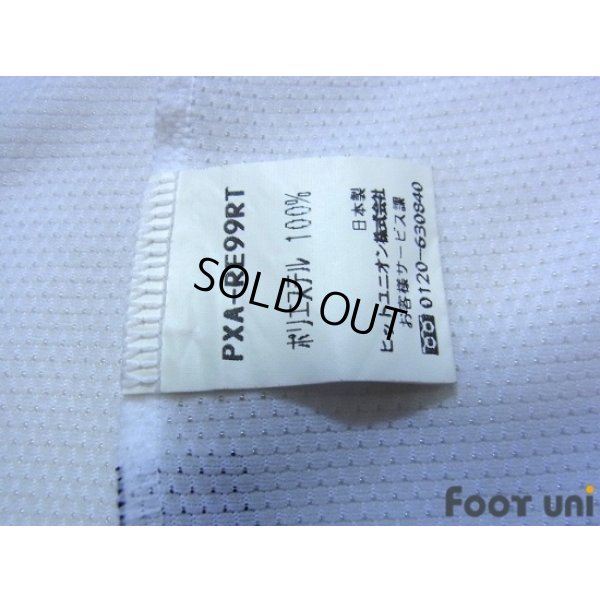 PXA-RE99RT
ポリエステル 100%
日本製
ヒットユニオン株式会社
お客様サービス課
0120-630840
SOLD OUT
FOOT UNI